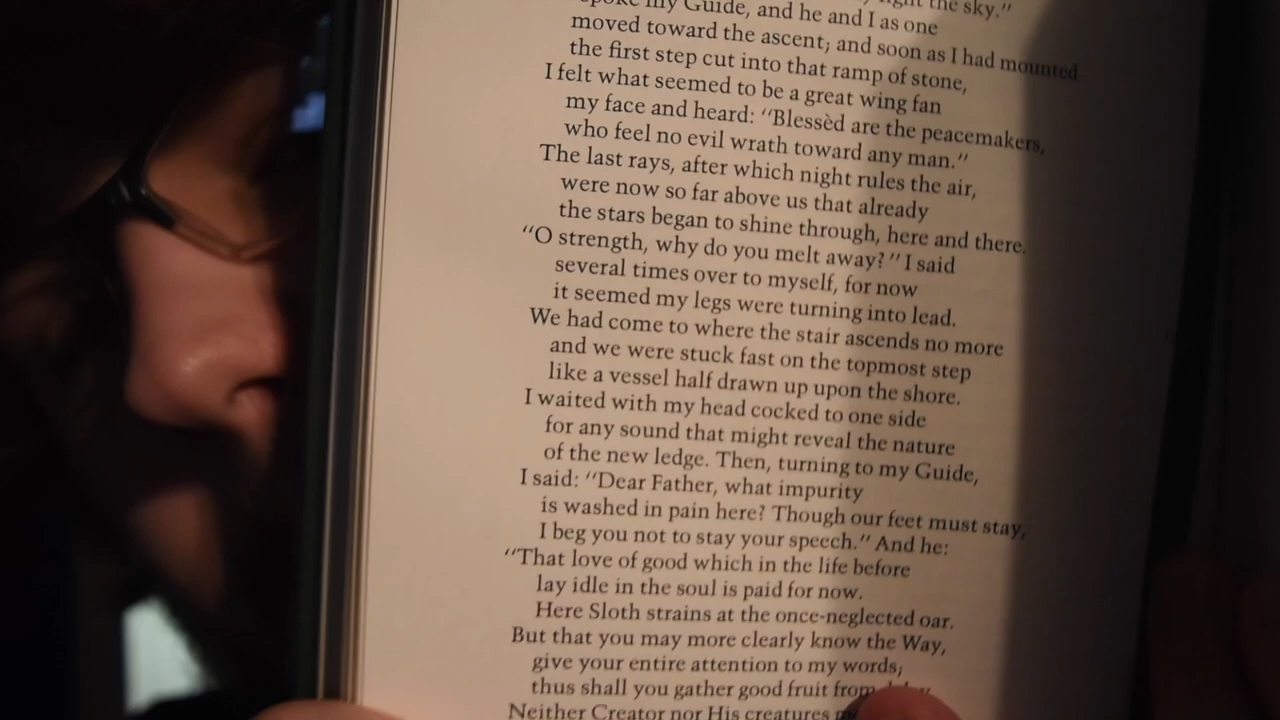 spoke my Guide, and he and I as one
moved toward the ascent; and soon as I had mounted
the first step cut into that ramp of stone,
I felt what seemed to be a great wing fan
my face and heard: "Blessèd are the peacemakers,
who feel no evil wrath toward any man."
The last rays, after which night rules the air,
were now so far above us that already
the stars began to shine through, here and there.
"O strength, why do you melt away?" I said
several times over to myself, for now
it seemed my legs were turning into lead.
We had come to where the stair ascends no more
and we were stuck fast on the topmost step
like a vessel half drawn up upon the shore.
I waited with my head cocked to one side
for any sound that might reveal the nature
of the new ledge. Then, turning to my Guide,
I said: "Dear Father, what impurity
is washed in pain here? Though our feet must stay,
I beg you not to stay your speech." And he:
"That love of good which in the life before
lay idle in the soul is paid for now.
Here Sloth strains at the once-neglected oar.
But that you may more clearly know the Way,
give your entire attention to my words;
thus shall you gather good fruit from
Neither Creator nor His creatures